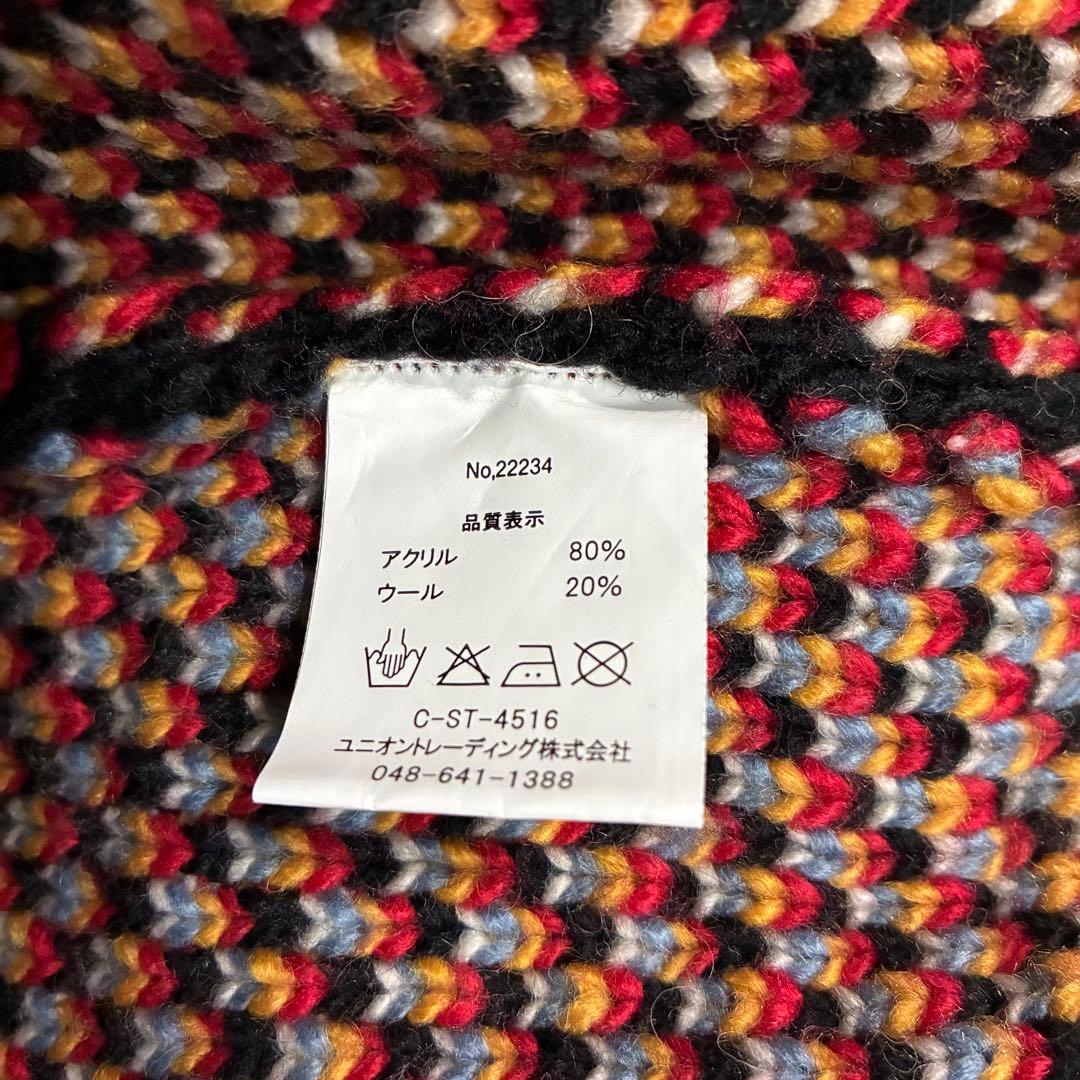 No,22234
品質表示
アクリル 80%
ウール 20%
C-ST-4516
ユニオントレーディング株式会社
048-641-1388